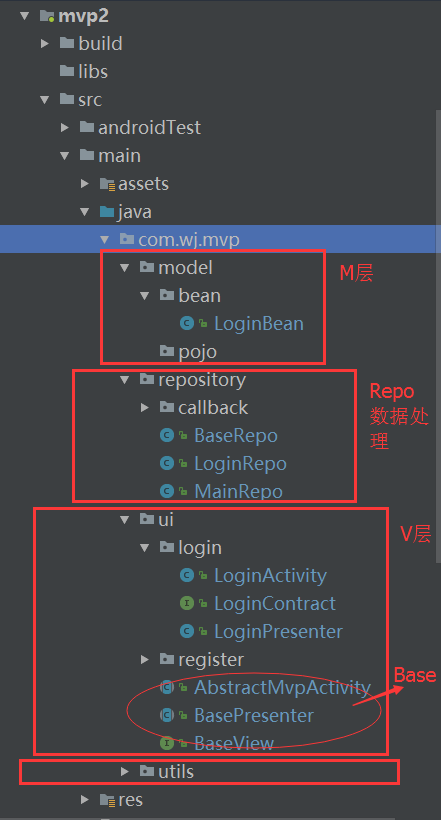 mvp2
build
libs
src
androidTest
main
assets
java
com.wj.mvp
model
M层
bean
LoginBean
pojo
repository
Repo
数据处
理
callback
BaseRepo
LoginRepo
MainRepo
ui
V层
login
LoginActivity
LoginContract
LoginPresenter
register
Base
AbstractMvpActivity
BasePresenter
BaseView
utils
res